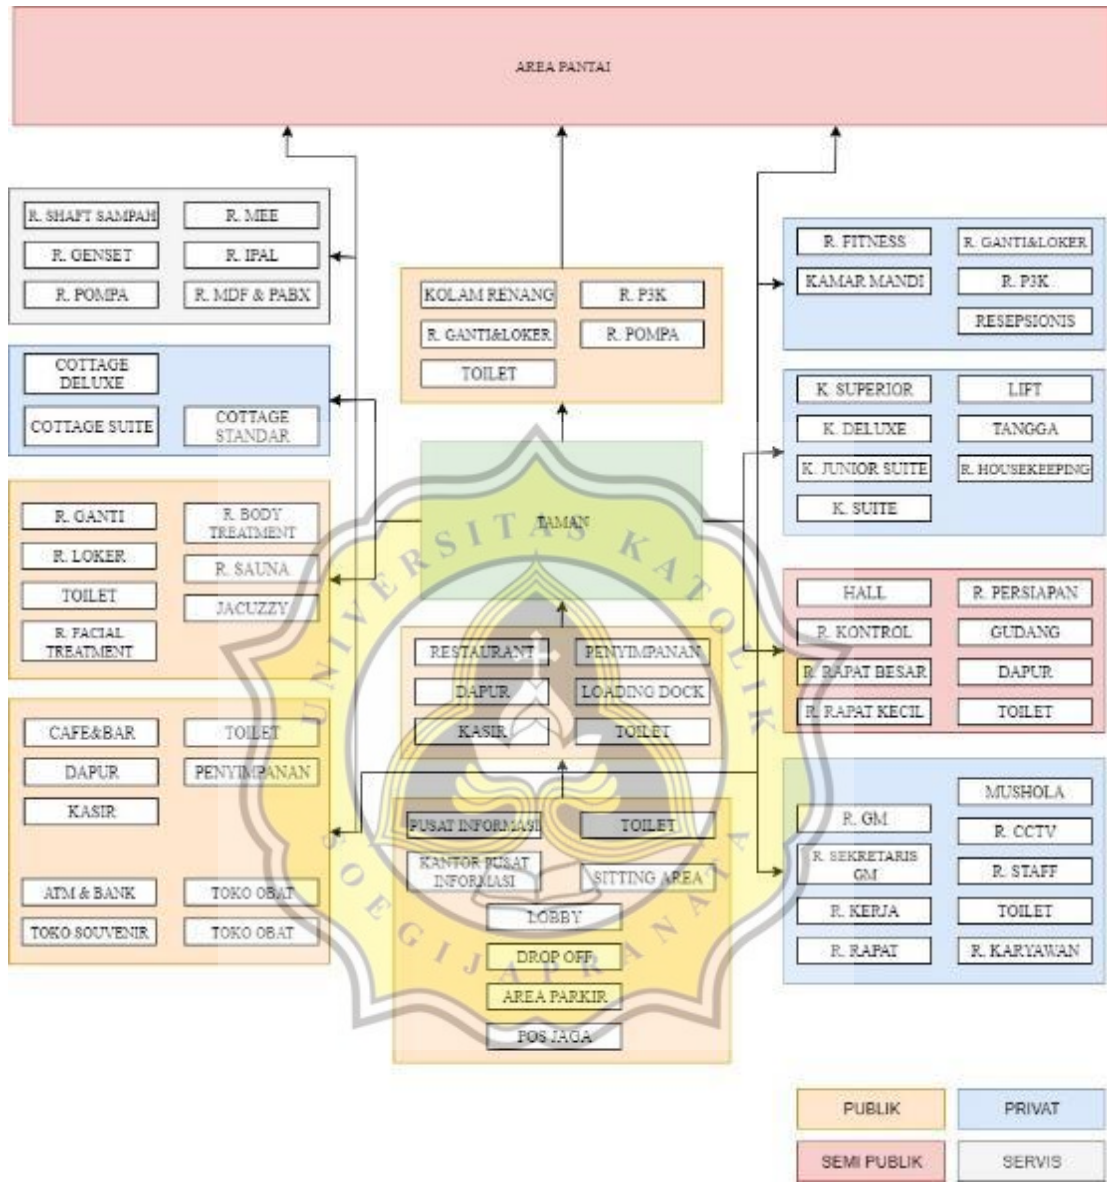 AREA PANTAI
R. SHAFT SAMPAH
R. MEE
R. GENSET
R. IPAL
R. POMPA
R. MDF & PABX
COTTAGE
DELUXE
COTTAGE SUITE
COTTAGE
STANDAR
R. GANTI
R. BODY
TREATMENT
R. LOKER
R. SAUNA
TOILET
JACUZZY
R. FACIAL
TREATMENT
CAFE&BAR
TOILET
DAPUR
PENYIMPANAN
KASIR
ATM & BANK
TOKO OBAT
TOKO SOUVENIR
TOKO OBAT
KOLAM RENANG
R. P3K
R. GANTI&LOKER
R. POMPA
TOILET
TAMAN
RESTAURANT
PENYIMPANAN
DAPUR
LOADING DOCK
KASIR
TOILET
PUSAT INFORMASI
TOILET
KANTOR PUSAT
INFORMASI
SITTING AREA
LOBBY
DROP OFF
AREA PARKIR
POS JAGA
R. FITNESS
R. GANTI&LOKER
KAMAR MANDI
R. P3K
RESEPSIONIS
K. SUPERIOR
LIFT
K. DELUXE
TANGGA
K. JUNIOR SUITE
R. HOUSEKEEPING
K. SUITE
HALL
R. PERSIAPAN
R. KONTROL
GUDANG
R. RAPAT BESAR
DAPUR
R. RAPAT KECIL
TOILET
MUSHOLA
R. GM
R. CCTV
R. SEKRETARIS
GM
R. STAFF
R. KERJA
TOILET
R. RAPAT
R. KARYAWAN
PUBLIK
PRIVAT
SEMI PUBLIK
SERVIS
UNIVERSITAS KATOLIK
SOEGIJAPRANATA